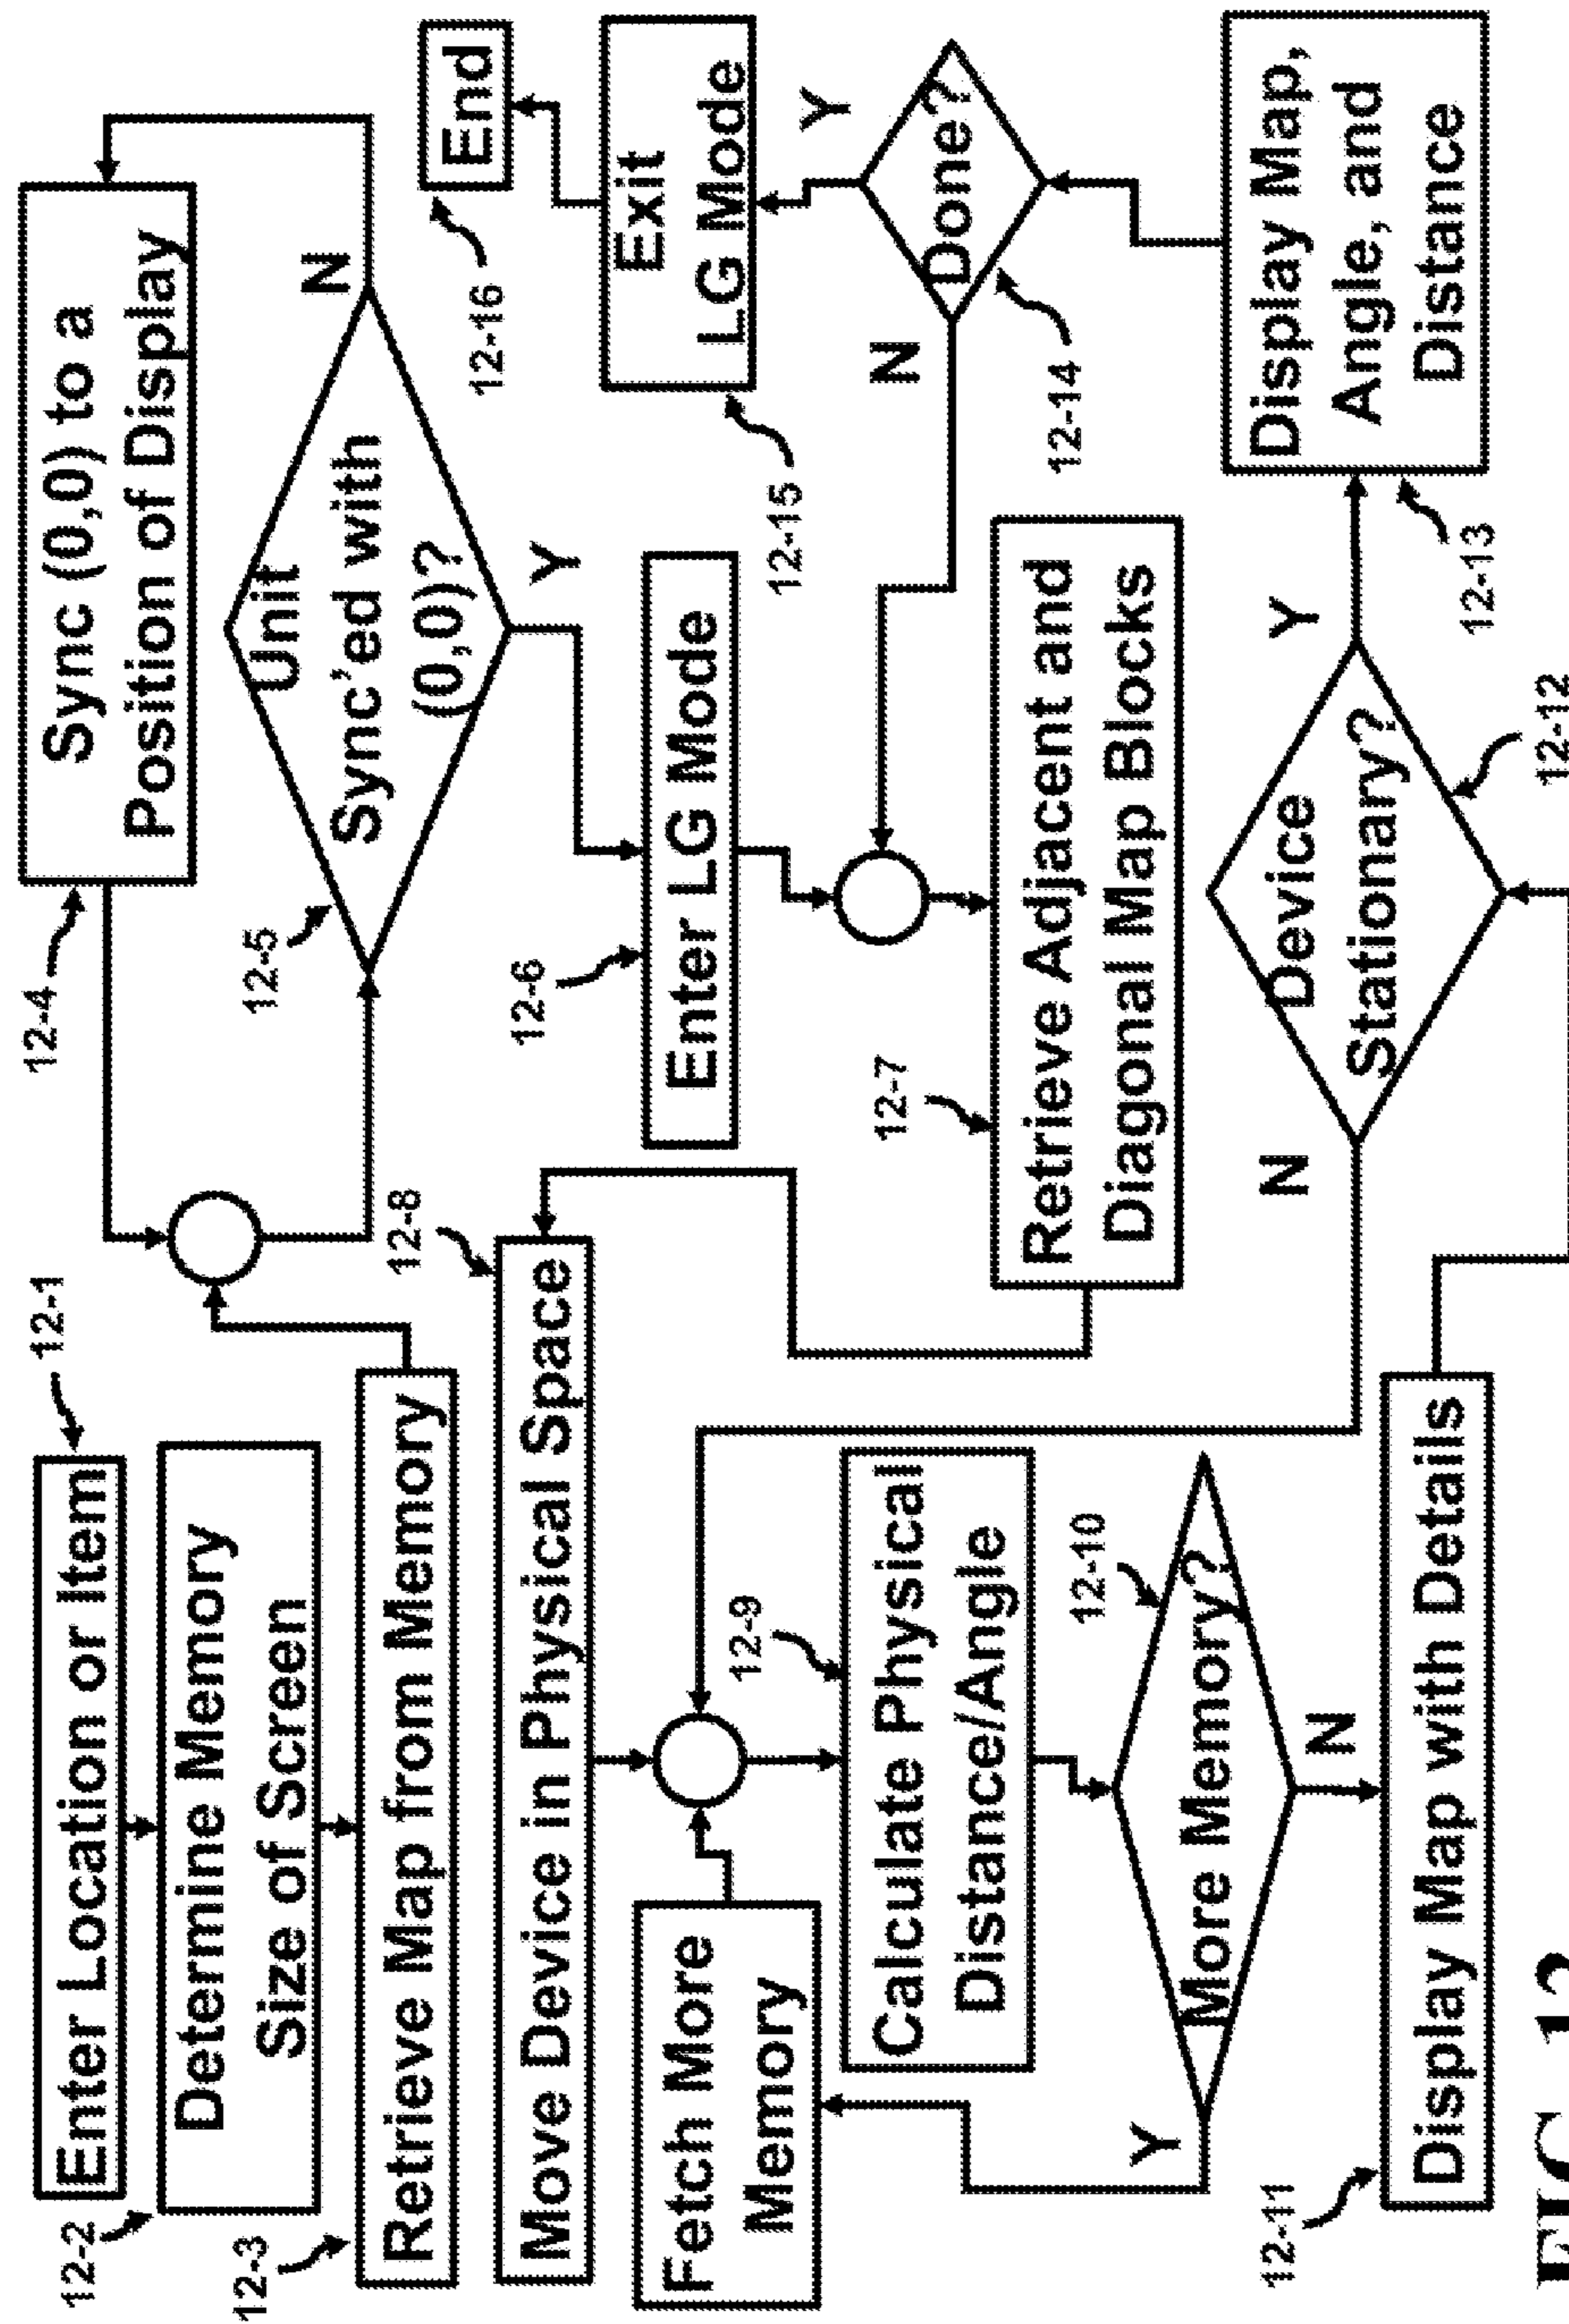 12-1
Enter Location or Item
12-2
Determine Memory
Size of Screen
12-3
Retrieve Map from Memory
12-4
Sync (0,0) to a
Position of Display
12-5
Unit
Sync'ed with
(0,0)?
N
Y
12-6
Enter LG Mode
12-7
Retrieve Adjacent and
Diagonal Map Blocks
12-8
Move Device in Physical Space
Fetch More
Memory
12-9
Calculate Physical
Distance/Angle
12-10
More Memory?
Y
N
12-11
Display Map with Details
12-12
Device
Stationary?
N
Y
12-13
Display Map,
Angle, and
Distance
12-14
Done?
N
Y
12-15
Exit
LG Mode
12-16
End
FIG. 12